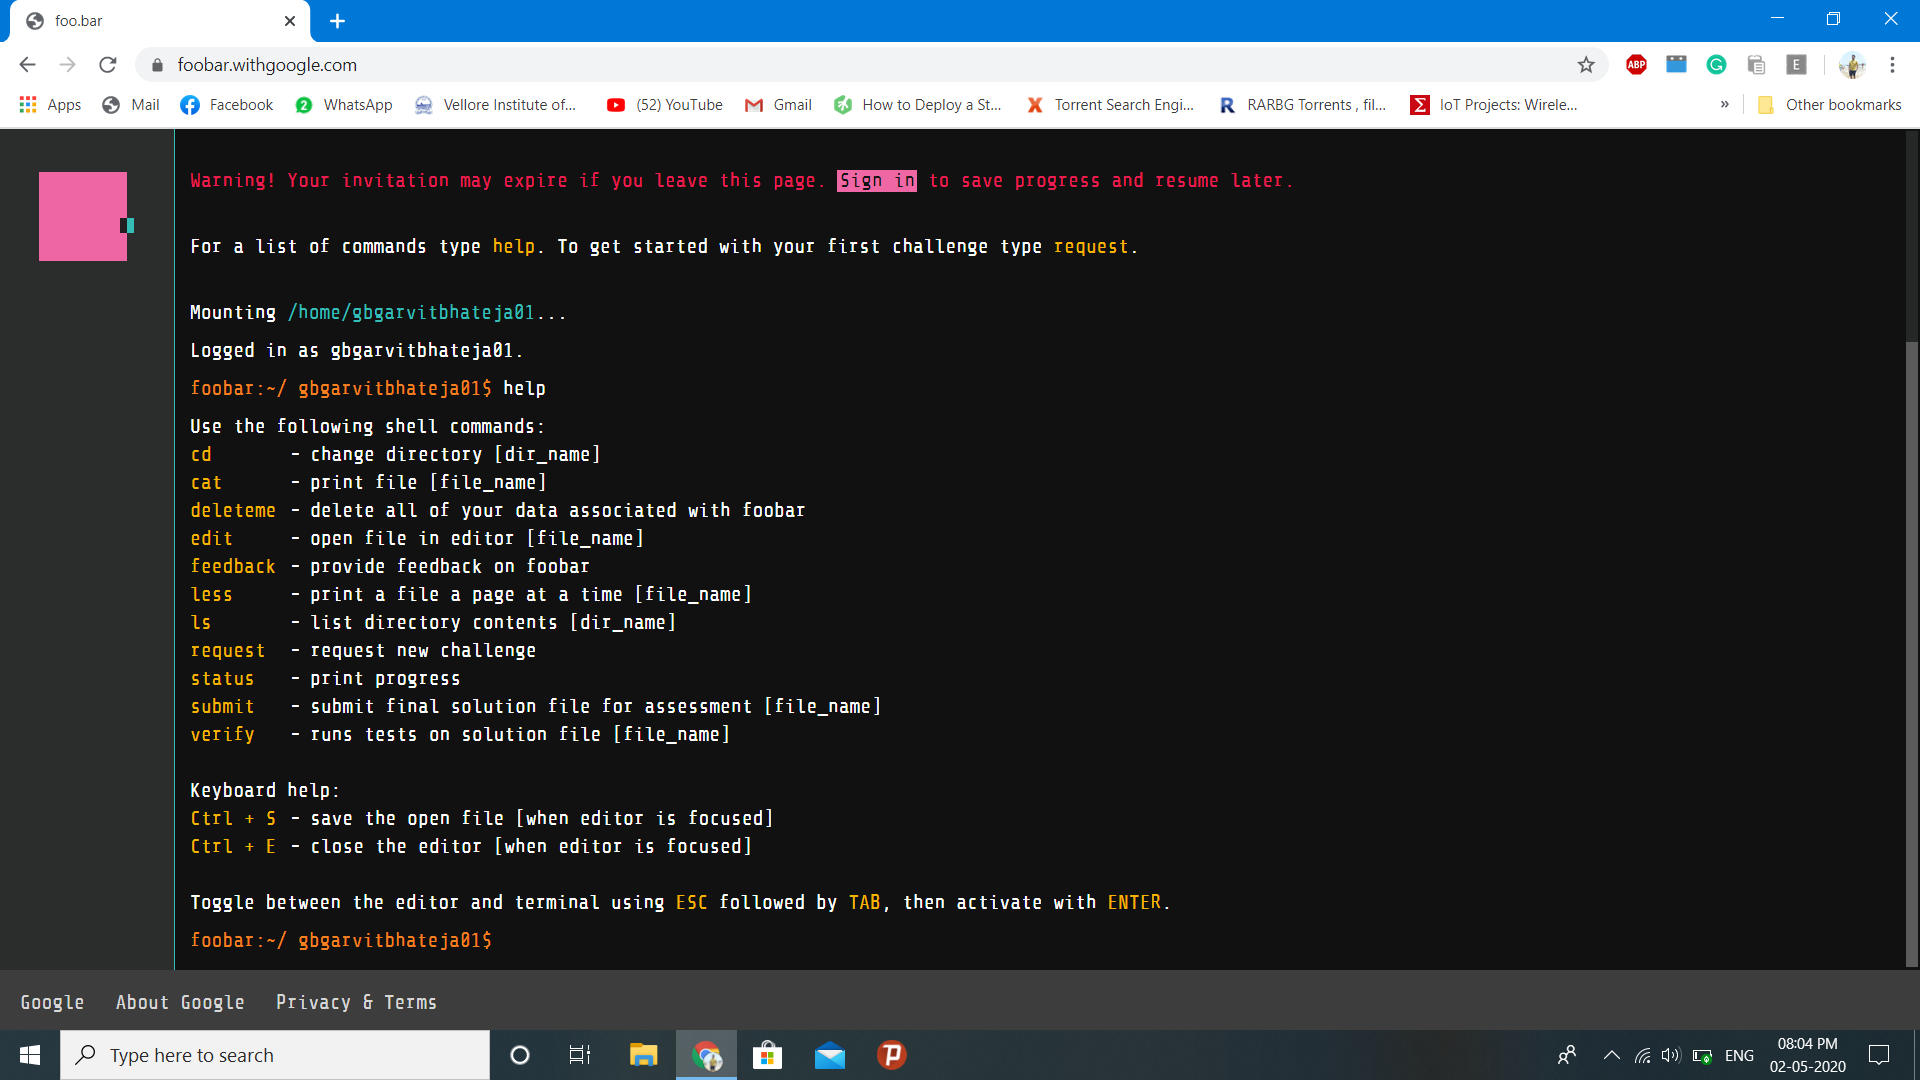 foo.bar
foobar.withgoogle.com
ABP
G
E
Apps
Mail
Facebook
2
WhatsApp
Vellore Institute of...
(52) YouTube
Gmail
How to Deploy a St...
X
Torrent Search Engi...
R
RARBG Torrents , fil...
Σ
IoT Projects: Wirele...
»
Other bookmarks
Warning! Your invitation may expire if you leave this page. Sign in to save progress and resume later.
For a list of commands type help. To get started with your first challenge type request.
Mounting /home/gbgarvitbhateja01...
Logged in as gbgarvitbhateja01.
foobar:~/ gbgarvitbhateja01$ help
Use the following shell commands:
cd - change directory [dir_name]
cat - print file [file_name]
deleteme - delete all of your data associated with foobar
edit - open file in editor [file_name]
feedback - provide feedback on foobar
less - print a file a page at a time [file_name]
ls - list directory contents [dir_name]
request - request new challenge
status - print progress
submit - submit final solution file for assessment [file_name]
verify - runs tests on solution file [file_name]
Keyboard help:
Ctrl + S - save the open file [when editor is focused]
Ctrl + E - close the editor [when editor is focused]
Toggle between the editor and terminal using ESC followed by TAB, then activate with ENTER.
foobar:~/ gbgarvitbhateja01$
Google About Google Privacy & Terms
Type here to search
ENG
08:04 PM
02-05-2020